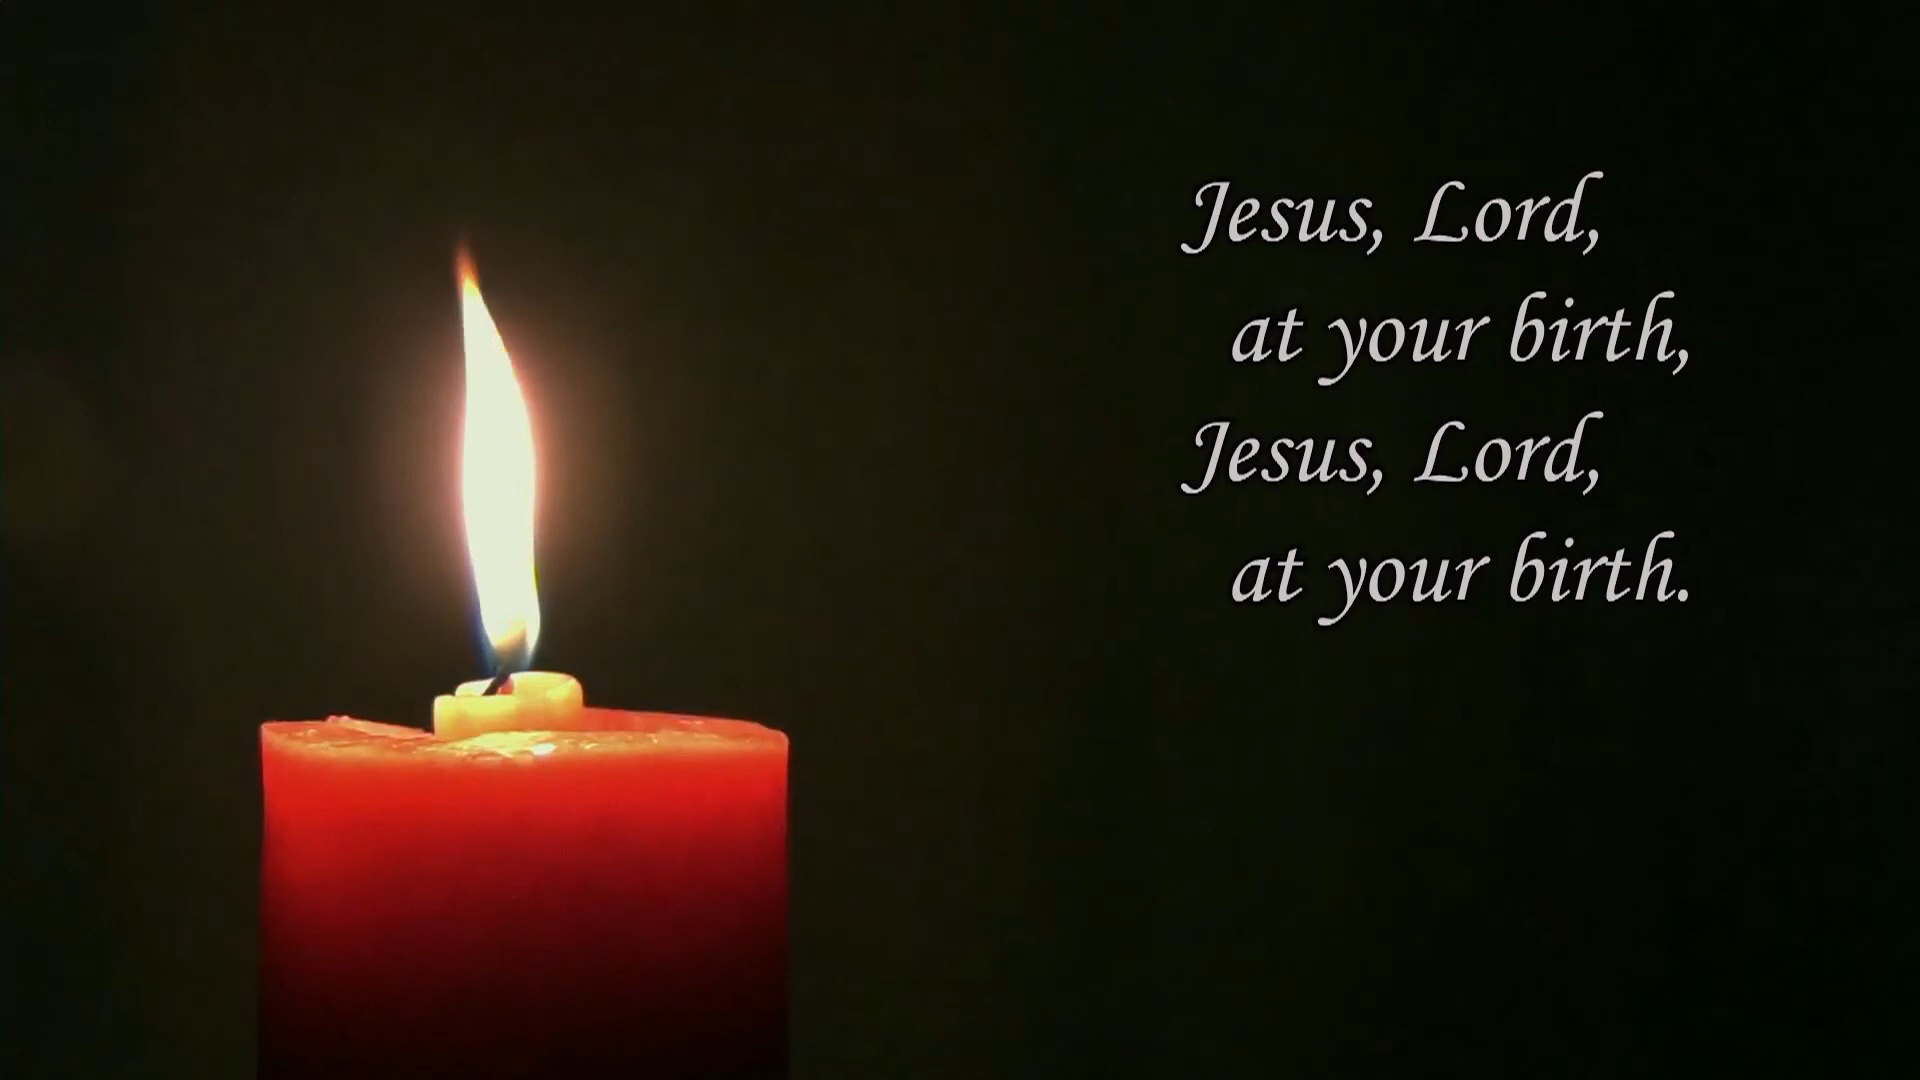 Jesus, Lord,
at your birth,
Jesus, Lord,
at your birth.